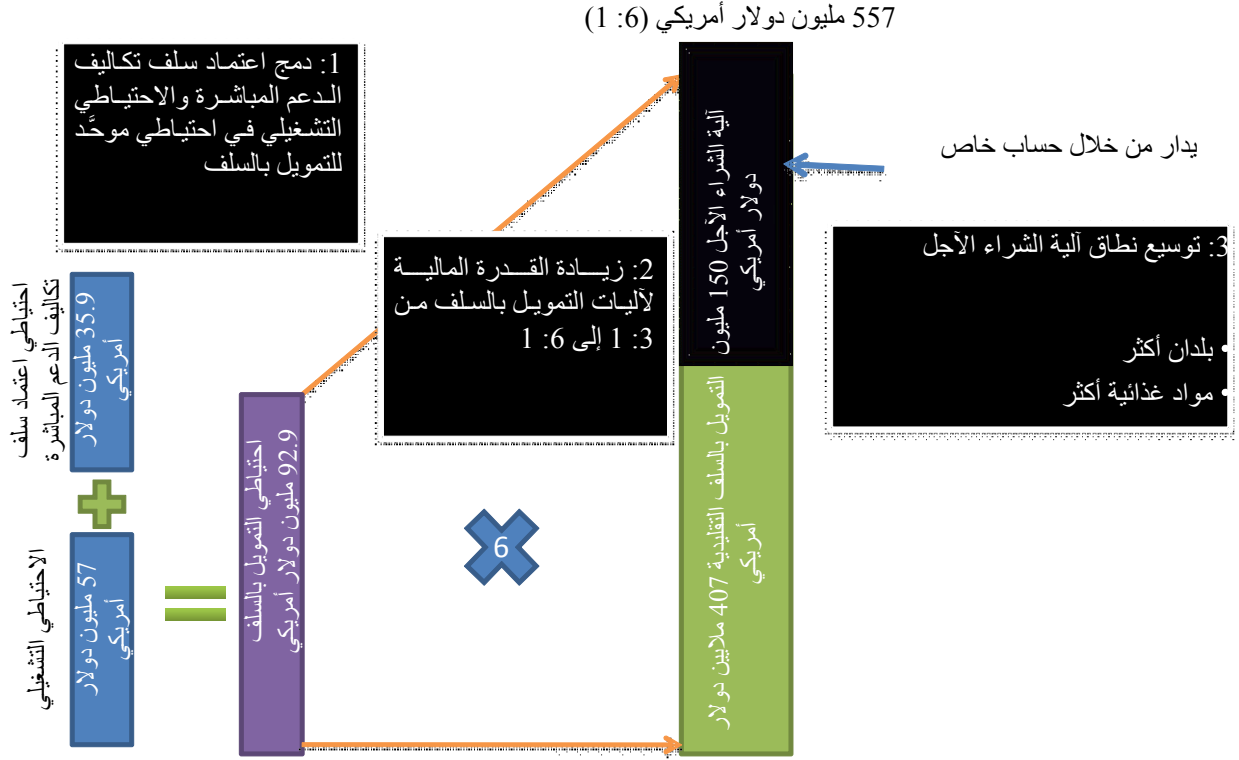 557 مليون دولار أمريكي (6: 1)
1: دمج اعتماد سلف تكاليف
الدعم المباشرة والاحتياطي
التشغيلي في احتياطي موحَّد
للتمويل بالسلف
يدار من خلال حساب خاص
آلية الشراء الآجل 150 مليون
دولار أمريكي
3: توسيع نطاق آلية الشراء الآجل
• بلدان أكثر
• مواد غذائية أكثر
2: زيادة القدرة المالية
لآليات التمويل بالسلف من
3: 1 إلى 6: 1
احتياطي اعتماد سلف
تكاليف الدعم المباشرة
35.9 مليون دولار
أمريكي
الاحتياطي التشغيلي
57 مليون دولار
أمريكي
احتياطي التمويل بالسلف
92.9 مليون دولار أمريكي
6
التمويل بالسلف التقليدية 407 ملايين دولار
أمريكي